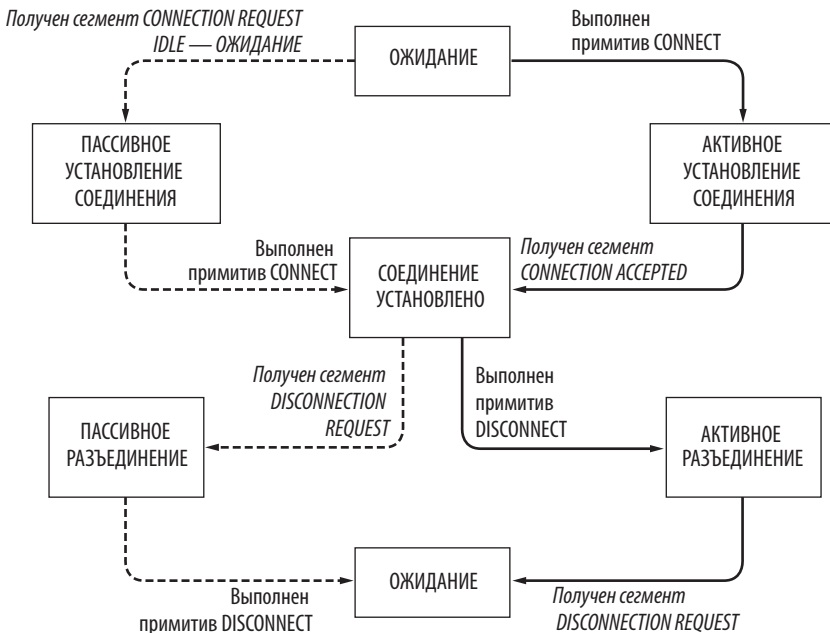 Получен сегмент CONNECTION REQUEST
IDLE — ОЖИДАНИЕ
ОЖИДАНИЕ
Выполнен
примитив CONNECT
ПАССИВНОЕ
УСТАНОВЛЕНИЕ
СОЕДИНЕНИЯ
АКТИВНОЕ
УСТАНОВЛЕНИЕ
СОЕДИНЕНИЯ
Выполнен
примитив CONNECT
СОЕДИНЕНИЕ
УСТАНОВЛЕНО
Получен сегмент
CONNECTION ACCEPTED
Получен сегмент
DISCONNECTION
REQUEST
Выполнен
примитив
DISCONNECT
ПАССИВНОЕ
РАЗЪЕДИНЕНИЕ
АКТИВНОЕ
РАЗЪЕДИНЕНИЕ
Выполнен
примитив DISCONNECT
ОЖИДАНИЕ
Получен сегмент
DISCONNECTION REQUEST